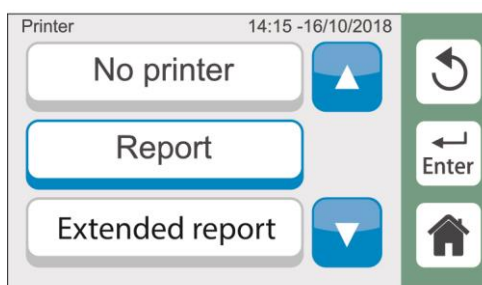 Printer 14:15 -16/10/2018
No printer
Report
Enter
Extended report